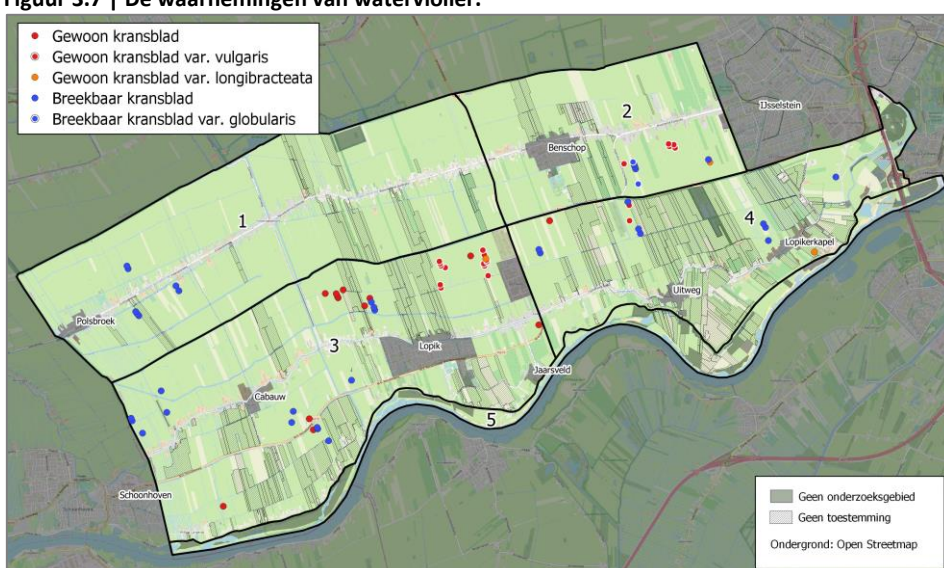 Figuur 3.7 | De waarnemingen van waterviolier.
Gewoon kransblad
Gewoon kransblad var. vulgaris
Gewoon kransblad var. longibracteata
Breekbaar kransblad
Breekbaar kransblad var. globularis
IJsselstein
2
Benschop
1
4
Lopikerkapel
Polsbroek
Uitweg
3
Lopik
Jaarsveld
Cabauw
5
Schoonhoven
Geen onderzoeksgebied
Geen toestemming
Ondergrond: Open Streetmap